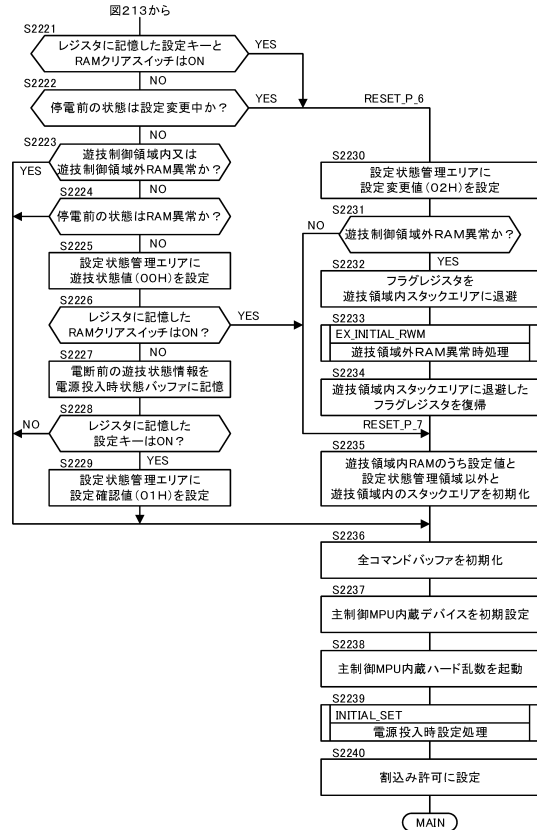 図213から
S2221
レジスタに記憶した設定キーと
RAMクリアスイッチはON
YES
NO
S2222
停電前の状態は設定変更中か？
YES
RESET_P_6
NO
S2223
遊技制御領域内又は
遊技制御領域外RAM異常か？
YES
NO
S2224
停電前の状態はRAM異常か？
NO
S2225
設定状態管理エリアに
遊技状態値（00H）を設定
S2226
レジスタに記憶した
RAMクリアスイッチはON？
YES
NO
S2227
電断前の遊技状態情報を
電源投入時状態バッファに記憶
S2228
NO
レジスタに記憶した
設定キーはON？
YES
S2229
設定状態管理エリアに
設定確認値（01H）を設定
S2230
設定状態管理エリアに
設定変更値（02H）を設定
S2231
NO
遊技制御領域外RAM異常か？
YES
S2232
フラグレジスタを
遊技領域内スタックエリアに退避
S2233
EX_INITIAL_RWM
遊技領域外RAM異常時処理
S2234
遊技領域内スタックエリアに退避した
フラグレジスタを復帰
RESET_P_7
S2235
遊技領域内RAMのうち設定値と
設定状態管理領域以外と
遊技領域内のスタックエリアを初期化
S2236
全コマンドバッファを初期化
S2237
主制御MPU内蔵デバイスを初期設定
S2238
主制御MPU内蔵ハード乱数を起動
S2239
INITIAL_SET
電源投入時設定処理
S2240
割込み許可に設定
MAIN